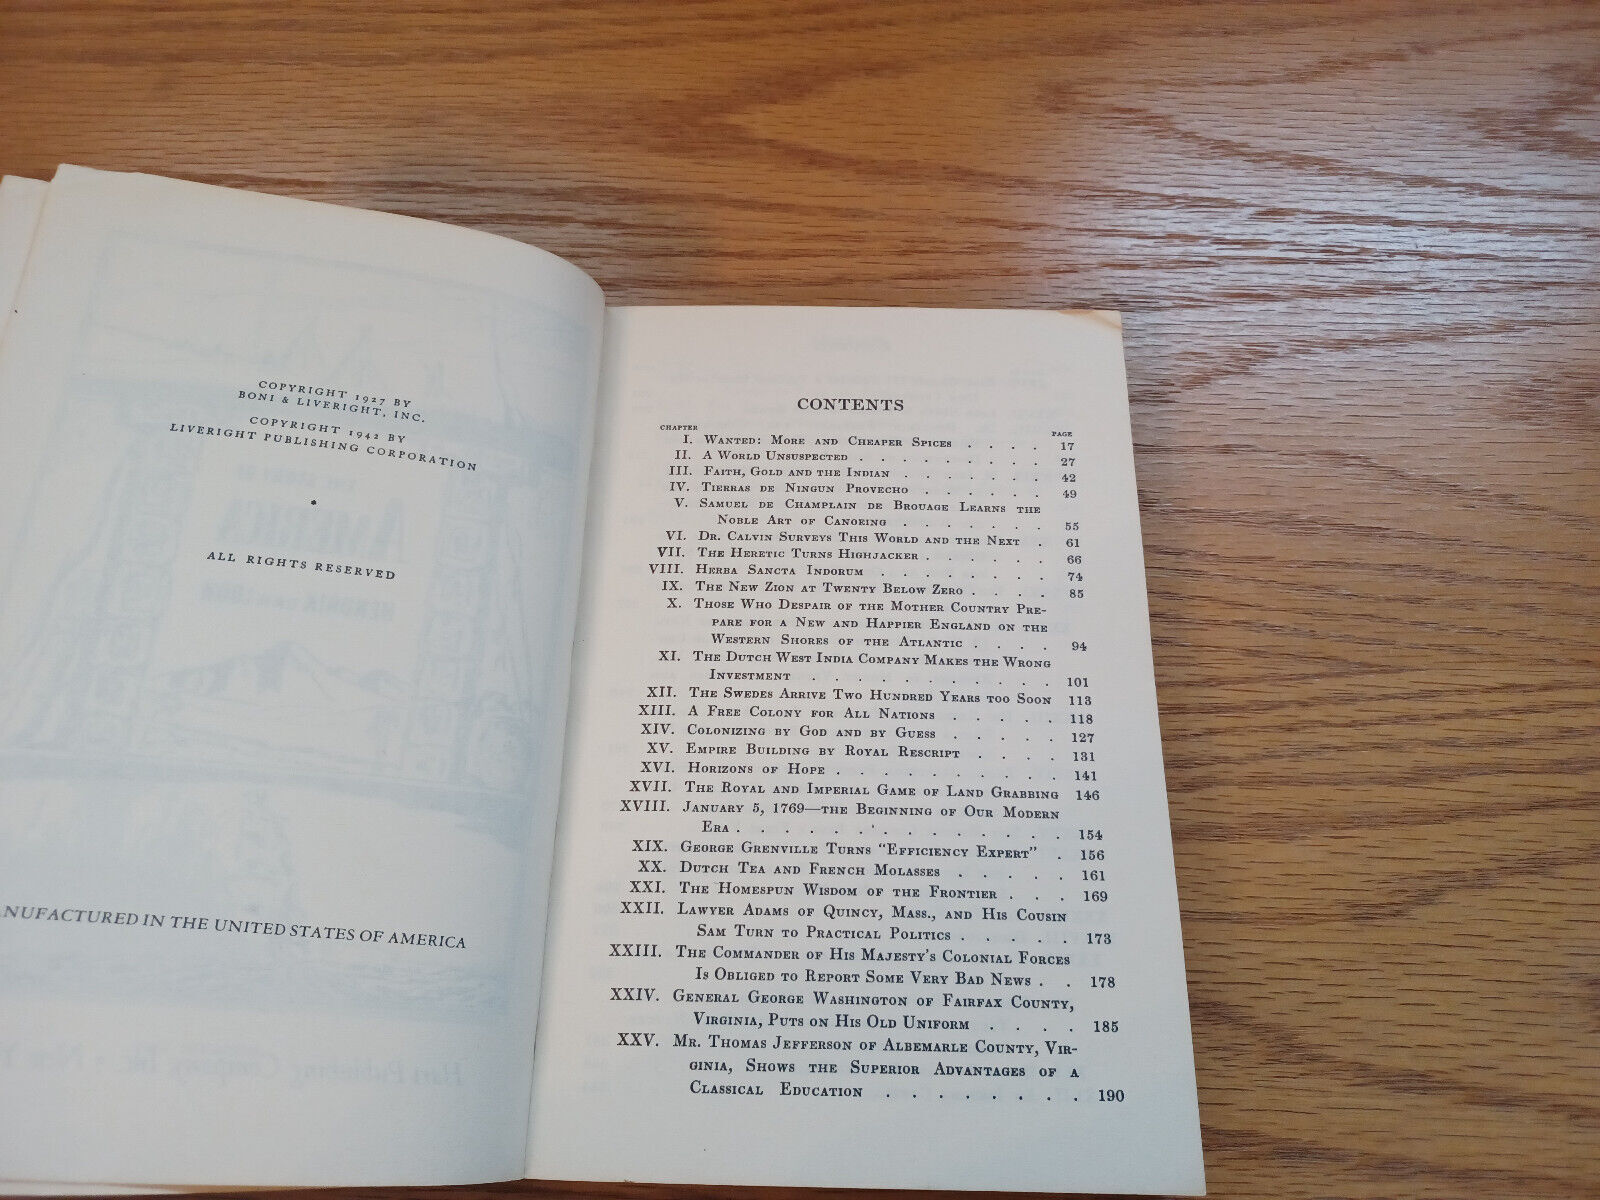 COPYRIGHT 1927 BY
BONI & LIVERIGHT, INC.
COPYRIGHT 1942 BY
LIVERIGHT PUBLISHING CORPORATION
•
ALL RIGHTS RESERVED
NUFACTURED IN THE UNITED STATES OF AMERICA
CONTENTS
CHAPTER PAGE
I. Wanted: More and Cheaper Spices . . . . 17
II. A World Unsuspected . . . . . . . . . 27
III. Faith, Gold and the Indian . . . . . . . 42
IV. Tierras de Ningun Provecho . . . . . . 49
V. Samuel de Champlain de Brouage Learns the
Noble Art of Canoeing . . . . . . . 55
VI. Dr. Calvin Surveys This World and the Next . 61
VII. The Heretic Turns Highjacker . . . . . . 66
VIII. Herba Sancta Indorum . . . . . . . . 74
IX. The New Zion at Twenty Below Zero . . . . 85
X. Those Who Despair of the Mother Country Pre-
pare for a New and Happier England on the
Western Shores of the Atlantic . . . . 94
XI. The Dutch West India Company Makes the Wrong
Investment . . . . . . . . . . . 101
XII. The Swedes Arrive Two Hundred Years too Soon 113
XIII. A Free Colony for All Nations . . . . . 118
XIV. Colonizing by God and by Guess . . . . . 127
XV. Empire Building by Royal Rescript . . . . 131
XVI. Horizons of Hope . . . . . . . . . . 141
XVII. The Royal and Imperial Game of Land Grabbing 146
XVIII. January 5, 1769—the Beginning of Our Modern
Era . . . . . . . . . . . . . 154
XIX. George Grenville Turns "Efficiency Expert" . 156
XX. Dutch Tea and French Molasses . . . . . 161
XXI. The Homespun Wisdom of the Frontier . . . 169
XXII. Lawyer Adams of Quincy, Mass., and His Cousin
Sam Turn to Practical Politics . . . . . 173
XXIII. The Commander of His Majesty's Colonial Forces
Is Obliged to Report Some Very Bad News . . 178
XXIV. General George Washington of Fairfax County,
Virginia, Puts on His Old Uniform . . . . 185
XXV. Mr. Thomas Jefferson of Albemarle County, Vir-
ginia, Shows the Superior Advantages of a
Classical Education . . . . . . . . 190